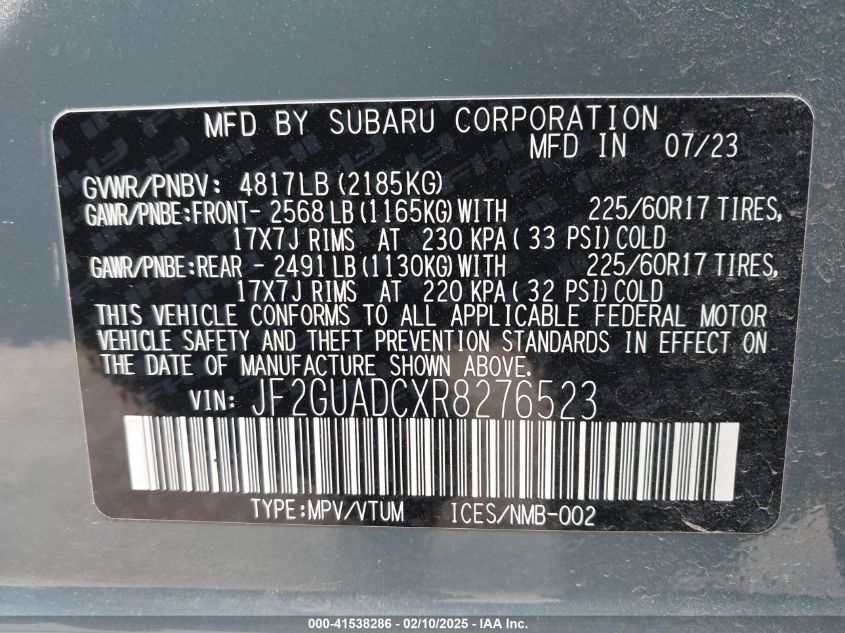 MFD BY SUBARU CORPORATION
MFD IN 07/23
GVWR/PNBV: 4817LB (2185KG)
GAWR/PNBE:FRONT- 2568 LB (1165KG) WITH 225/60R17 TIRES,
17X7J RIMS AT 230 KPA ( 33 PSI) COLD
GAWR/PNBE:REAR - 2491 LB (1130KG) WITH 225/60R17 TIRES,
17X7J RIMS AT 220 KPA ( 32 PSI) COLD
THIS VEHICLE CONFORMS TO ALL APPLICABLE FEDERAL MOTOR
VEHICLE SAFETY AND THEFT PREVENTION STANDARDS IN EFFECT ON
THE DATE OF MANUFACTURE SHOWN ABOVE.
VIN: JF2GUADCXR8276523
TYPE:MPV/VTUM ICES/NMB-002
000-41538286 - 02/10/2025 - IAA Inc.